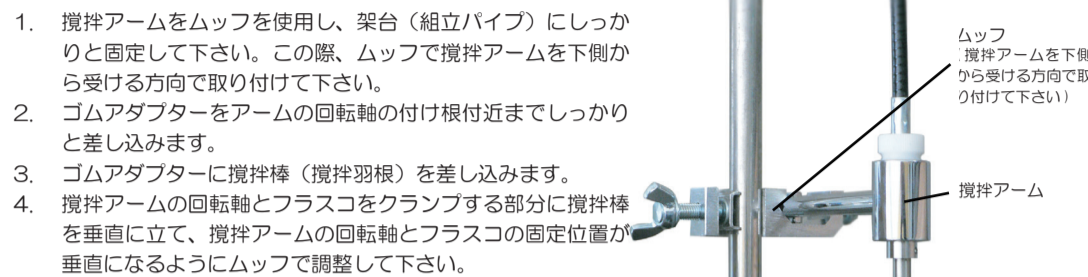 1. 撹拌アームをムッフを使用し、架台（組立パイプ）にしっか
りと固定して下さい。この際、ムッフで撹拌アームを下側か
ら受ける方向で取り付けて下さい。
2. ゴムアダプターをアームの回転軸の付け根付近までしっかり
と差し込みます。
3. ゴムアダプターに撹拌棒（撹拌羽根）を差し込みます。
4. 撹拌アームの回転軸とフラスコをクランプする部分に撹拌棒
を垂直に立て、撹拌アームの回転軸とフラスコの固定位置が
垂直になるようにムッフで調整して下さい。
ムッフ
（撹拌アームを下側
から受ける方向で取
り付けて下さい）
撹拌アーム